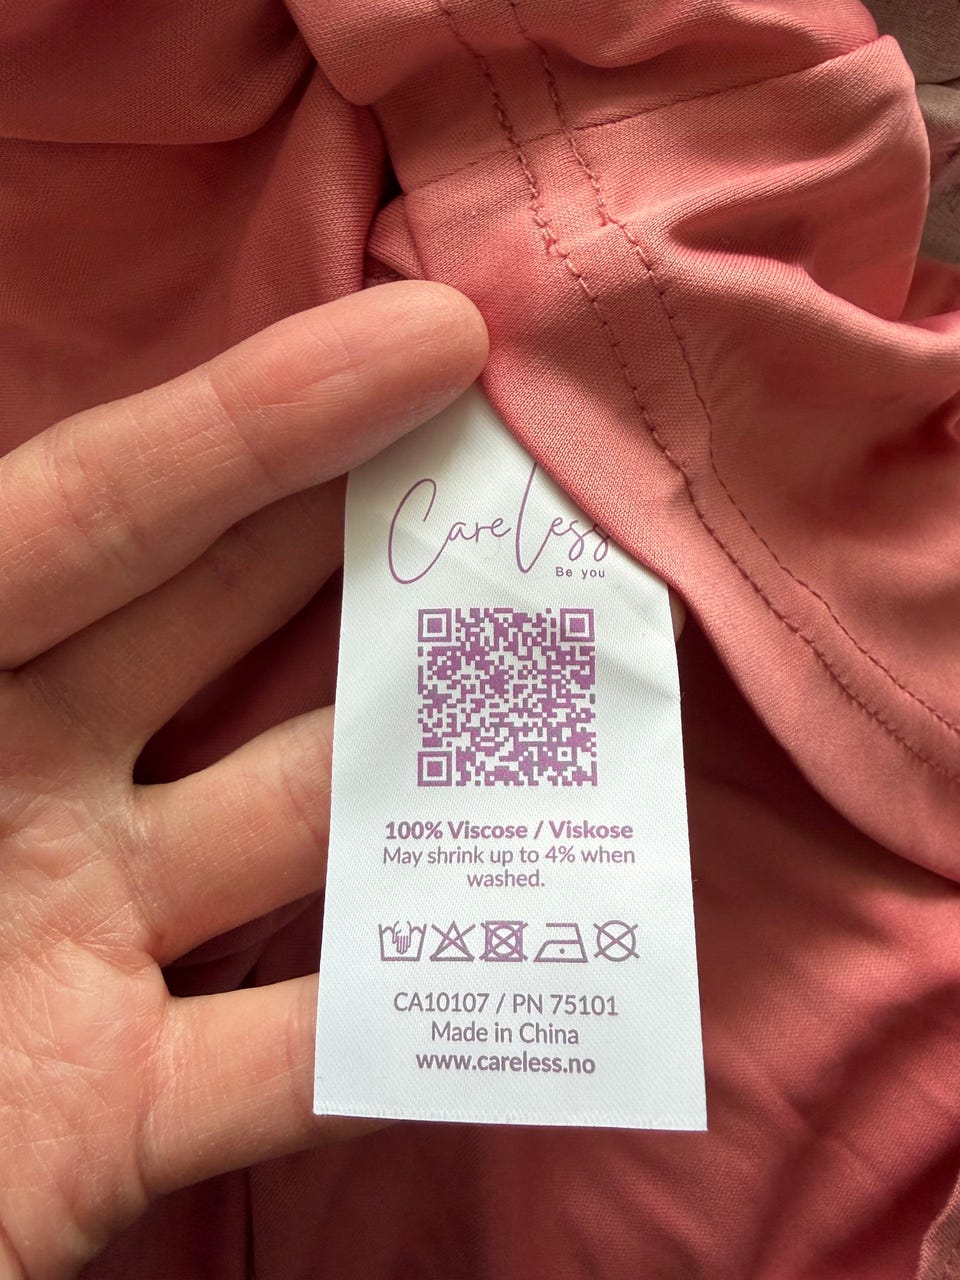 CareLess
Be you
100% Viscose / Viskose
May shrink up to 4% when
washed.
CA10107 / PN 75101
Made in China
www.careless.no